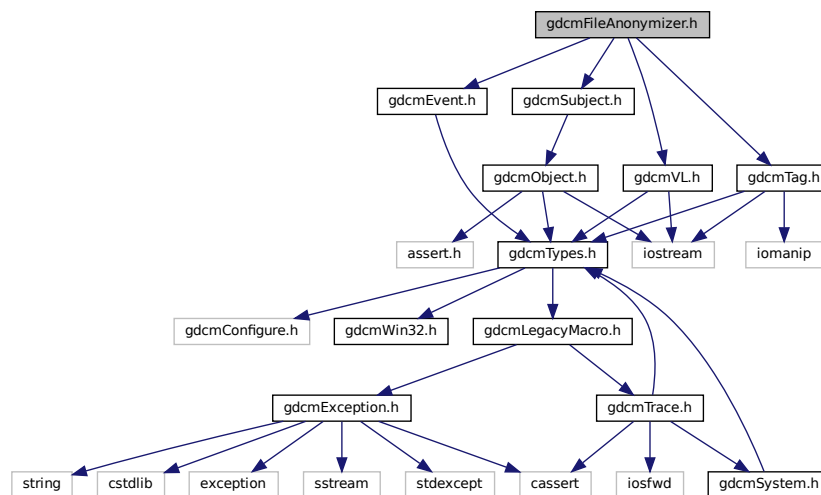 gdcmFileAnonymizer.h
gdcmEvent.h
gdcmSubject.h
gdcmObject.h
gdcmVL.h
gdcmTag.h
assert.h
gdcmTypes.h
iostream
iomanip
gdcmConfigure.h
gdcmWin32.h
gdcmLegacyMacro.h
gdcmException.h
gdcmTrace.h
string
cstdlib
exception
sstream
stdexcept
cassert
iosfwd
gdcmSystem.h